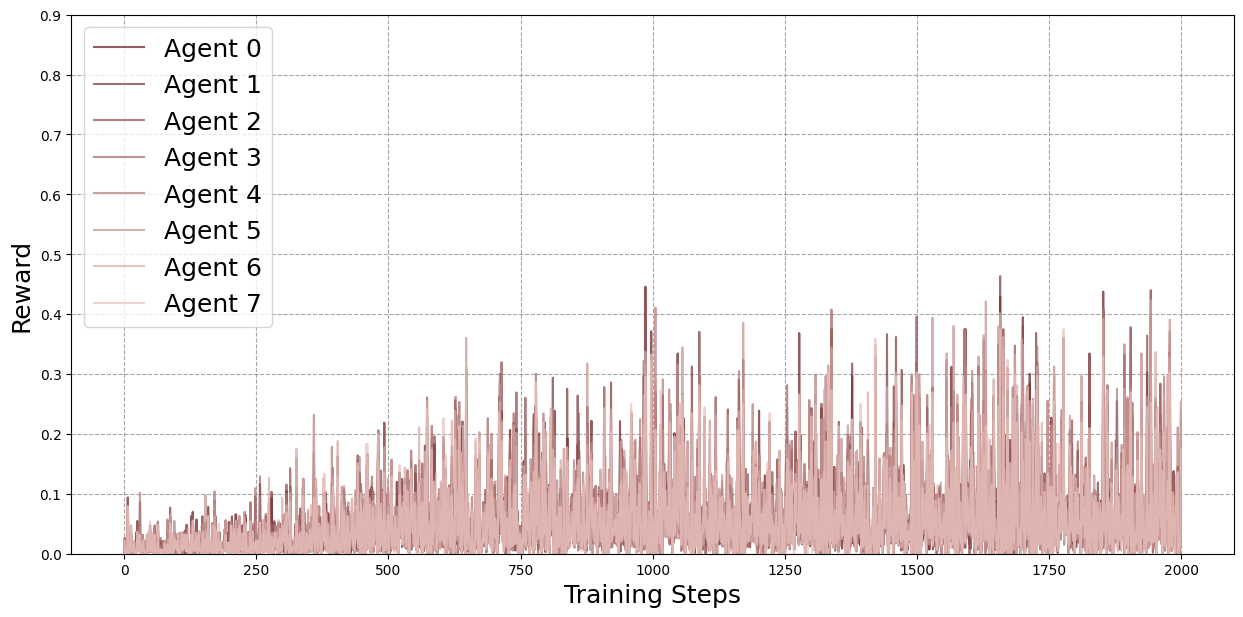 0.9
0.8
0.7
0.6
0.5
0.4
0.3
0.2
0.1
0.0
Reward
Agent 0
Agent 1
Agent 2
Agent 3
Agent 4
Agent 5
Agent 6
Agent 7
0 250 500 750 1000 1250 1500 1750 2000
Training Steps